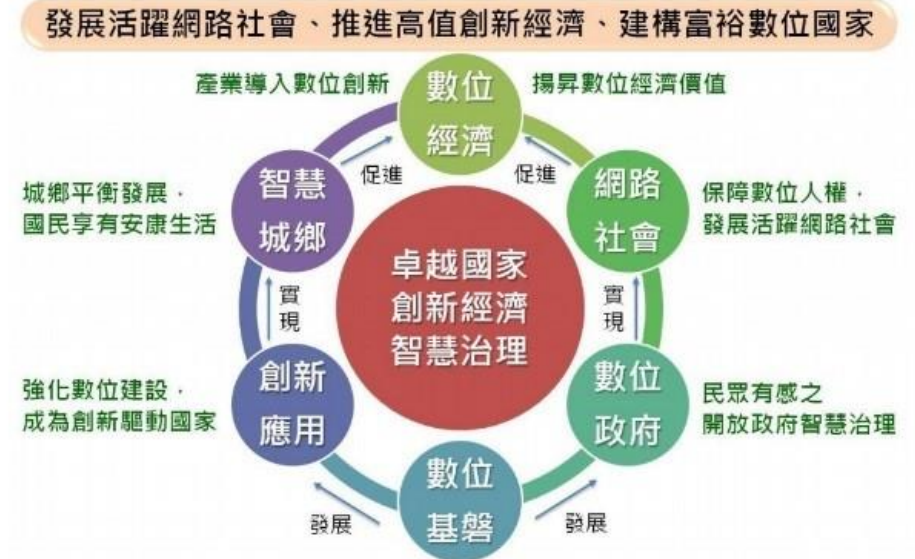 發展活躍網路社會、推進高值創新經濟、建構富裕數位國家
產業導入數位創新
數位
經濟
揚昇數位經濟價值
促進
促進
城鄉平衡發展，
國民享有安康生活
智慧
城鄉
網路
社會
保障數位人權，
發展活躍網路社會
卓越國家
創新經濟
智慧治理
實
現
實
現
強化數位建設，
成為創新驅動國家
創新
應用
數位
政府
民眾有感之
開放政府智慧治理
數位
基磐
發展
發展